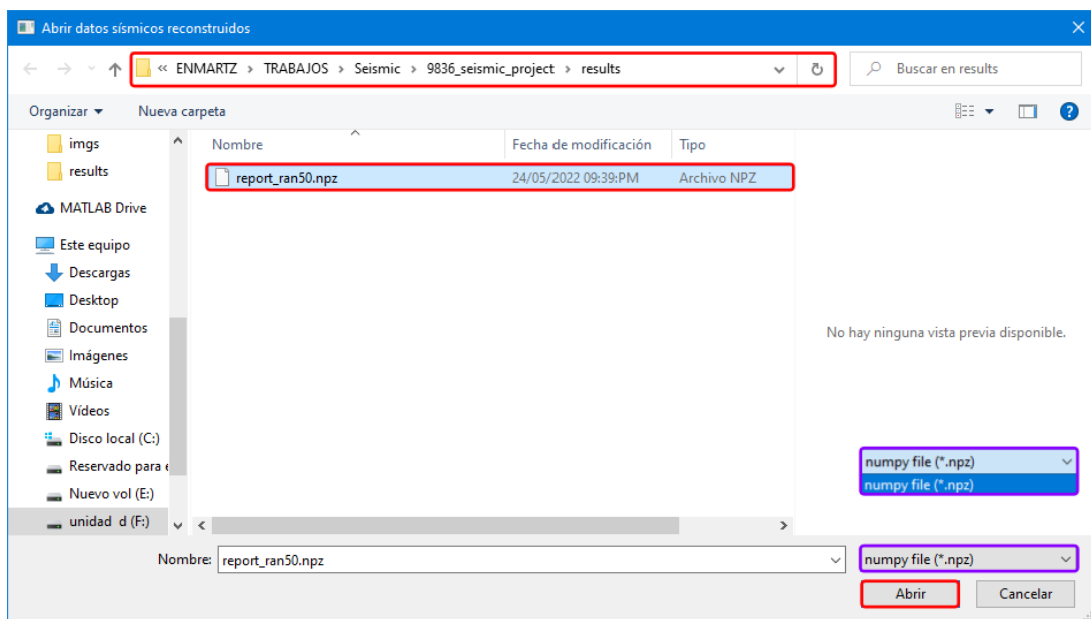 Abrir datos sísmicos reconstruidos
« ENMARTZ > TRABAJOS > Seismic > 9836_seismic_project > results
Buscar en results
Organizar
Nueva carpeta
imgs
results
MATLAB Drive
Este equipo
Descargas
Desktop
Documentos
Imágenes
Música
Vídeos
Disco local (C:)
Reservado para e
Nuevo vol (E:)
unidad d (F:)
Nombre Fecha de modificación Tipo
report_ran50.npz 24/05/2022 09:39:PM Archivo NPZ
No hay ninguna vista previa disponible.
numpy file (*.npz)
numpy file (*.npz)
Nombre: report_ran50.npz
numpy file (*.npz)
Abrir
Cancelar